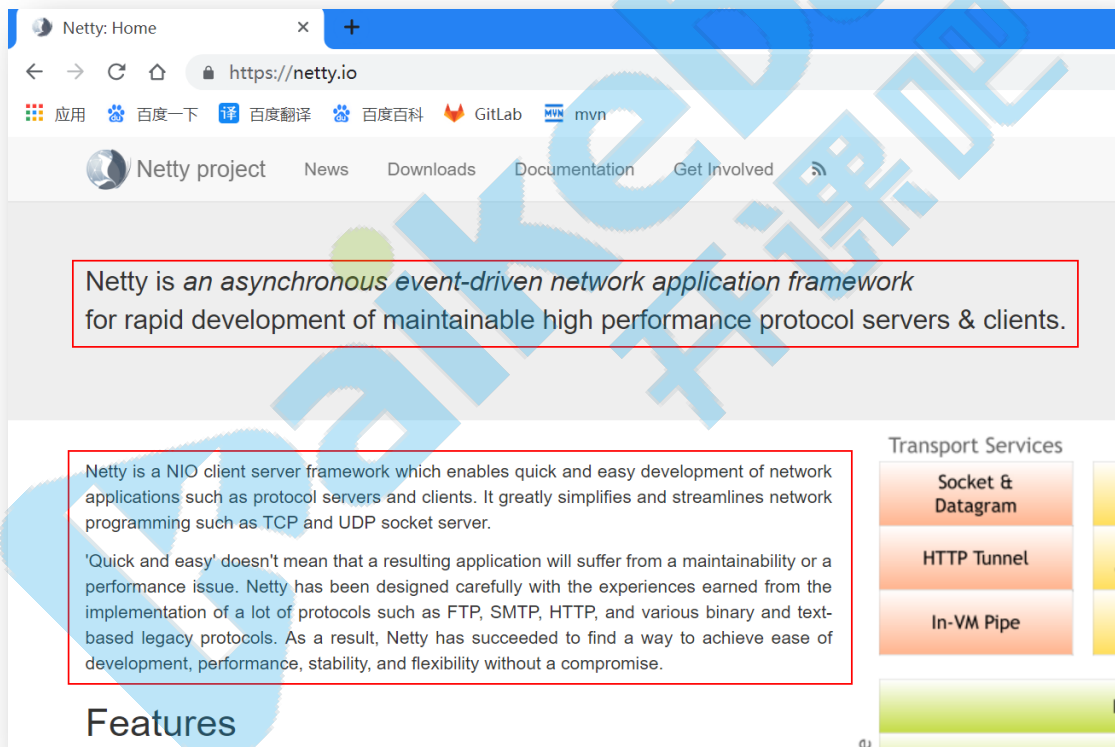 Netty: Home
https://netty.io
应用 百度一下 译 百度翻译 百度百科 GitLab MVN mvn
Netty project News Downloads Documentation Get Involved
Netty is an asynchronous event-driven network application framework
for rapid development of maintainable high performance protocol servers & clients.
Netty is a NIO client server framework which enables quick and easy development of network
applications such as protocol servers and clients. It greatly simplifies and streamlines network
programming such as TCP and UDP socket server.
'Quick and easy' doesn't mean that a resulting application will suffer from a maintainability or a
performance issue. Netty has been designed carefully with the experiences earned from the
implementation of a lot of protocols such as FTP, SMTP, HTTP, and various binary and text-
based legacy protocols. As a result, Netty has succeeded to find a way to achieve ease of
development, performance, stability, and flexibility without a compromise.
Features
Transport Services
Socket &
Datagram
HTTP Tunnel
In-VM Pipe
开课吧